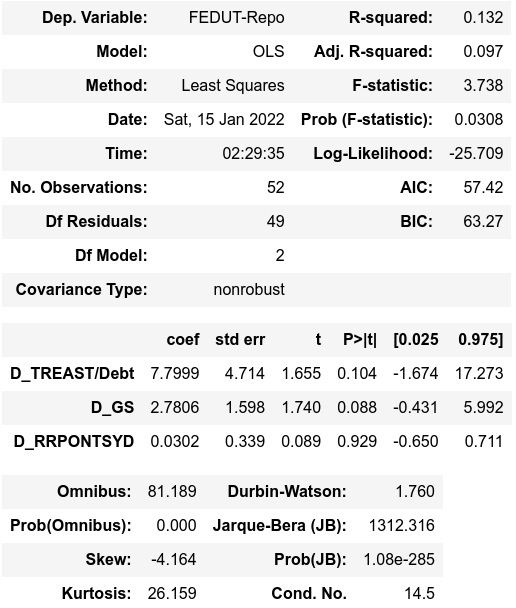 Dep. Variable: FEDUT-Repo R-squared: 0.132
Model: OLS Adj. R-squared: 0.097
Method: Least Squares F-statistic: 3.738
Date: Sat, 15 Jan 2022 Prob (F-statistic): 0.0308
Time: 02:29:35 Log-Likelihood: -25.709
No. Observations: 52 AIC: 57.42
Df Residuals: 49 BIC: 63.27
Df Model: 2
Covariance Type: nonrobust
coef std err t P>|t| [0.025 0.975]
D_TREAST/Debt 7.7999 4.714 1.655 0.104 -1.674 17.273
D_GS 2.7806 1.598 1.740 0.088 -0.431 5.992
D_RRPONTSYD 0.0302 0.339 0.089 0.929 -0.650 0.711
Omnibus: 81.189 Durbin-Watson: 1.760
Prob(Omnibus): 0.000 Jarque-Bera (JB): 1312.316
Skew: -4.164 Prob(JB): 1.08e-285
Kurtosis: 26.159 Cond. No. 14.5